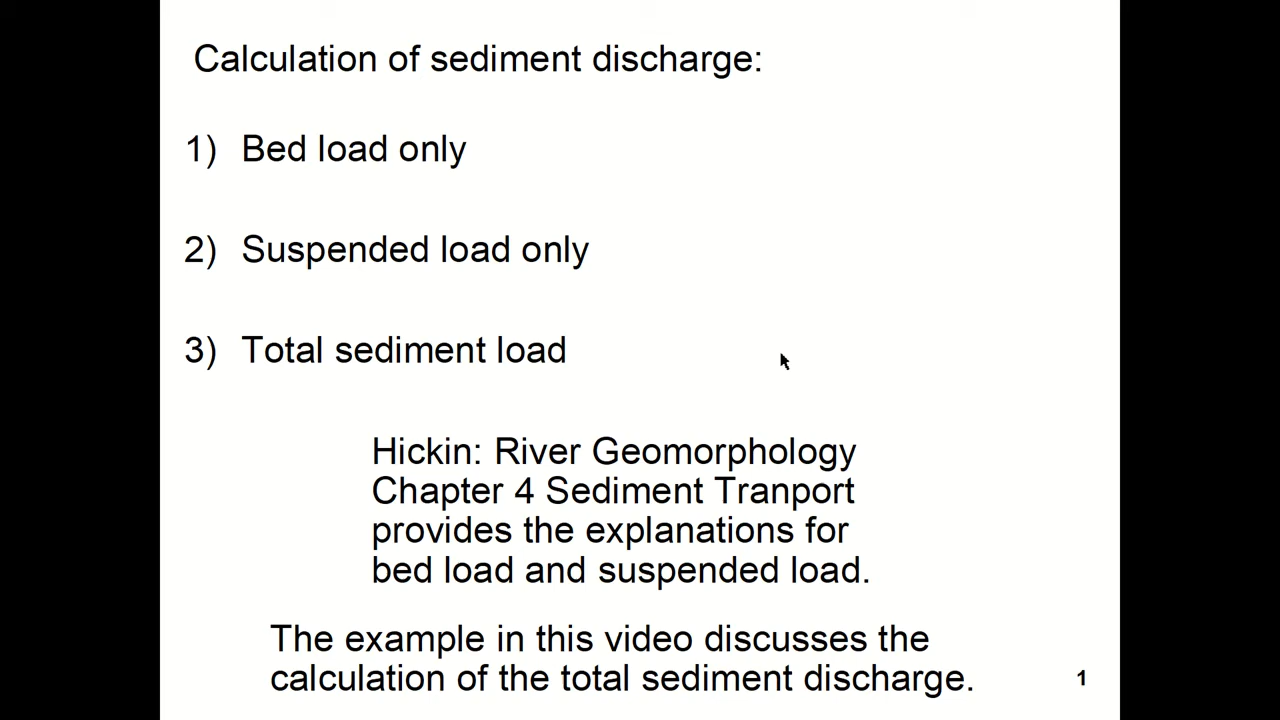 Calculation of sediment discharge:
1) Bed load only
2) Suspended load only
3) Total sediment load
Hickin: River Geomorphology
Chapter 4 Sediment Tranport
provides the explanations for
bed load and suspended load.
The example in this video discusses the
calculation of the total sediment discharge.
1